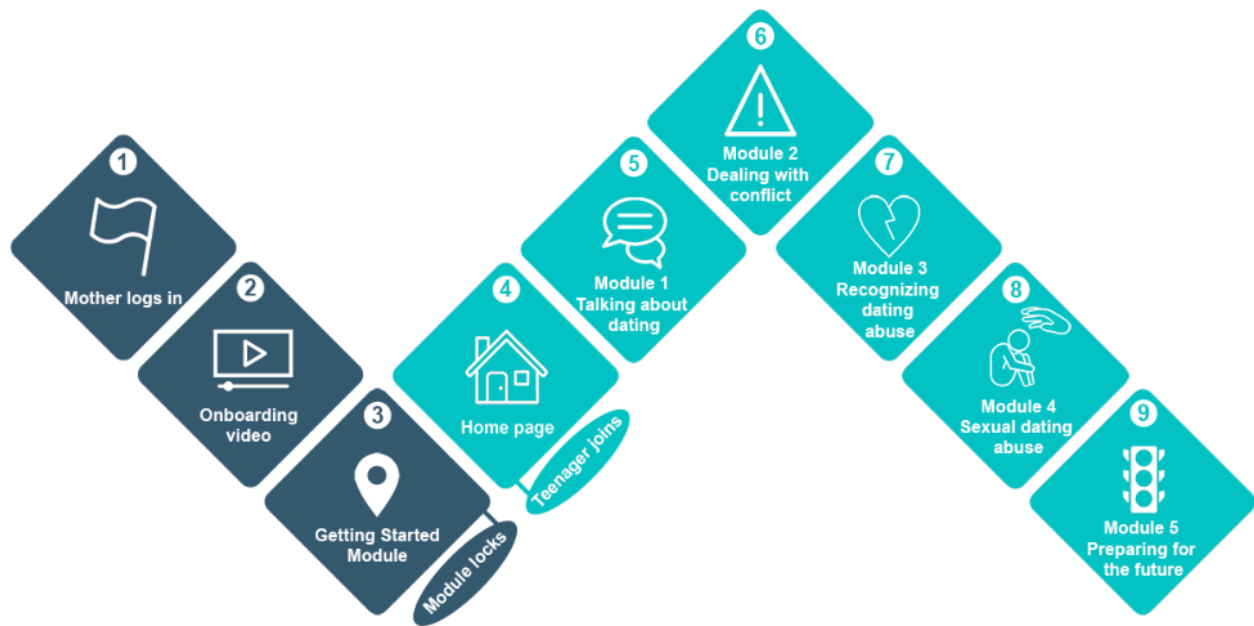 1
Mother logs in
2
Onboarding
video
3
Getting Started
Module
Module locks
4
Home page
Teenager joins
5
Module 1
Talking about
dating
6
Module 2
Dealing with
conflict
7
Module 3
Recognizing
dating
abuse
8
Module 4
Sexual dating
abuse
9
Module 5
Preparing for
the future